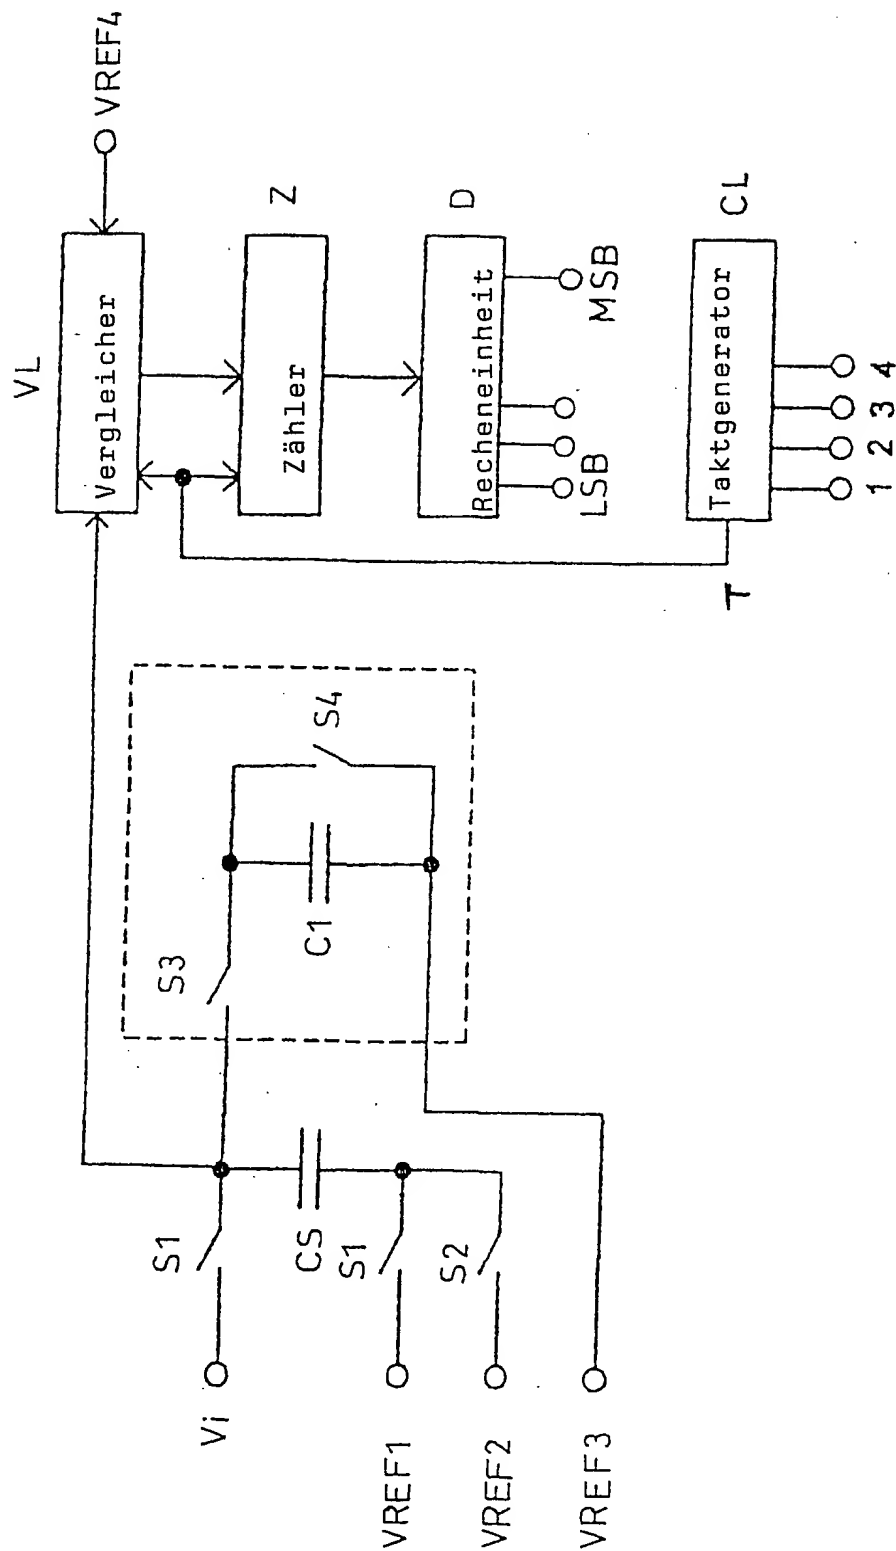 VL
Vergleicher
VREF4
Zähler
Z
Recheneinheit
D
LSB
MSB
Taktgenerator
CL
T
1 2 3 4
S3
S4
C1
S1
CS
S1
S2
Vi
VREF1
VREF2
VREF3